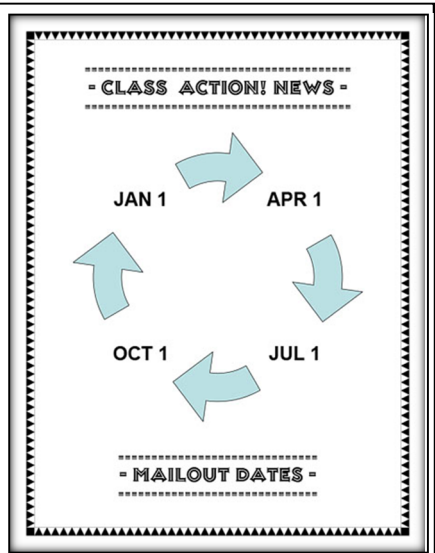 - CLASS ACTION! NEWS -
JAN 1 APR 1
OCT 1 JUL 1
- MAILOUT DATES -